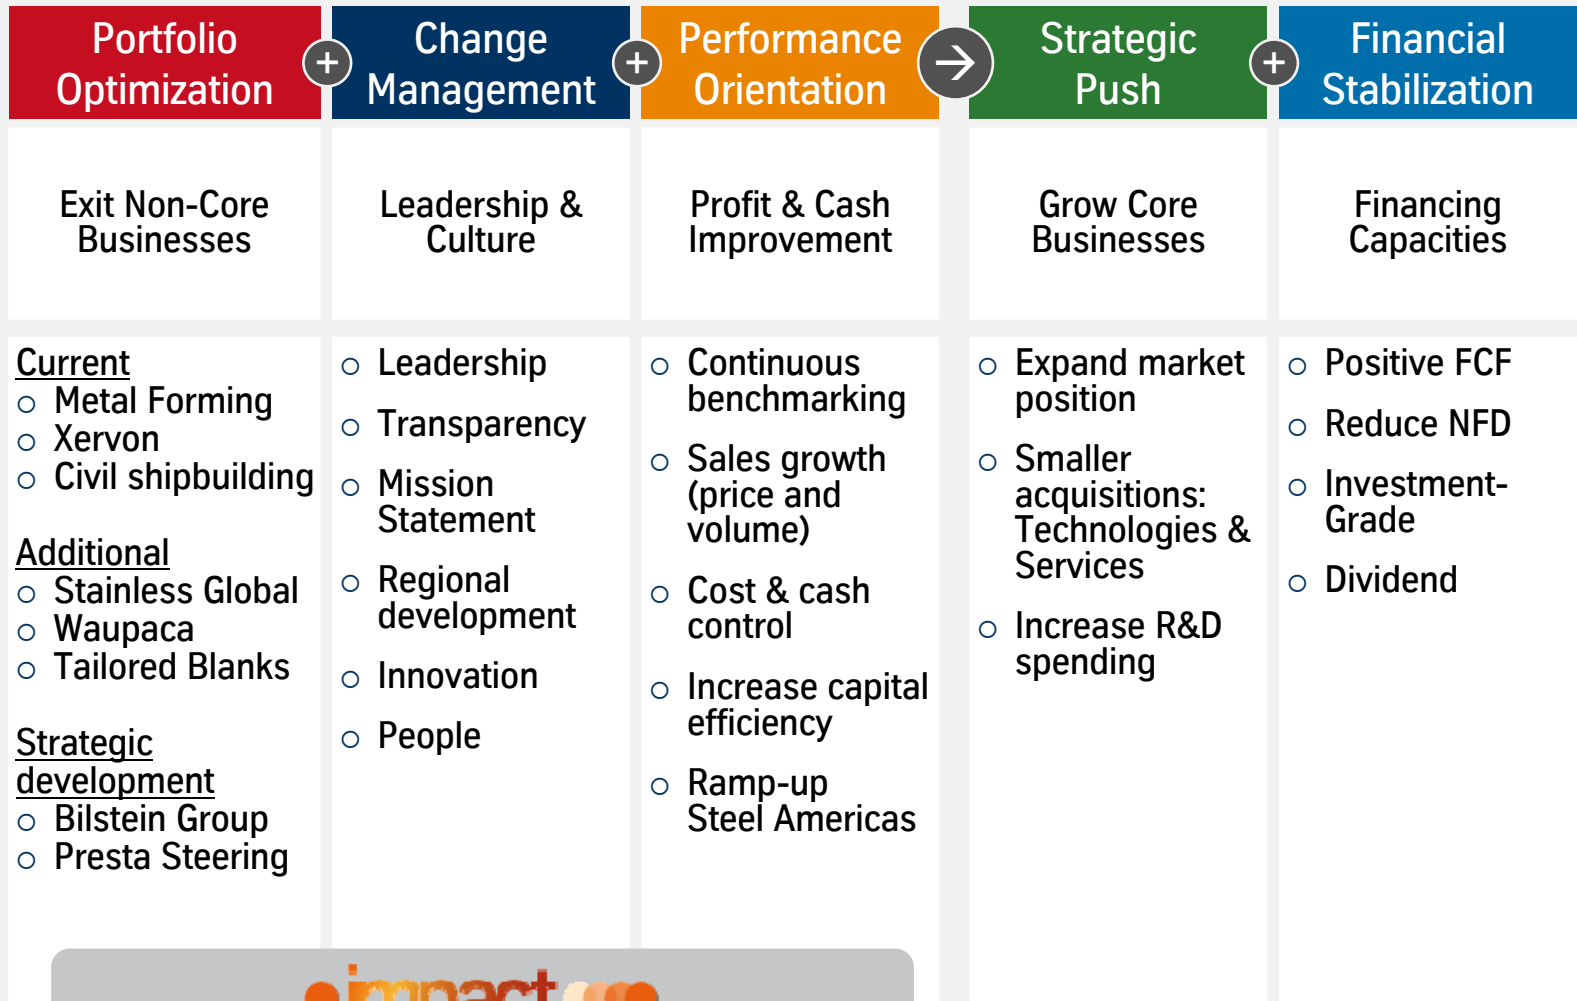 Portfolio
Optimization
+
Change
Management
+
Performance
Orientation
→
Strategic
Push
+
Financial
Stabilization
Exit Non-Core
Businesses
Leadership &
Culture
Profit & Cash
Improvement
Grow Core
Businesses
Financing
Capacities
Current
○ Metal Forming
○ Xervon
○ Civil shipbuilding
Additional
○ Stainless Global
○ Waupaca
○ Tailored Blanks
Strategic
development
○ Bilstein Group
○ Presta Steering
○ Leadership
○ Transparency
○ Mission
Statement
○ Regional
development
○ Innovation
○ People
○ Continuous
benchmarking
○ Sales growth
(price and
volume)
○ Cost & cash
control
○ Increase capital
efficiency
○ Ramp-up
Steel Americas
○ Expand market
position
○ Smaller
acquisitions:
Technologies &
Services
○ Increase R&D
spending
○ Positive FCF
○ Reduce NFD
○ Investment-
Grade
○ Dividend
impact